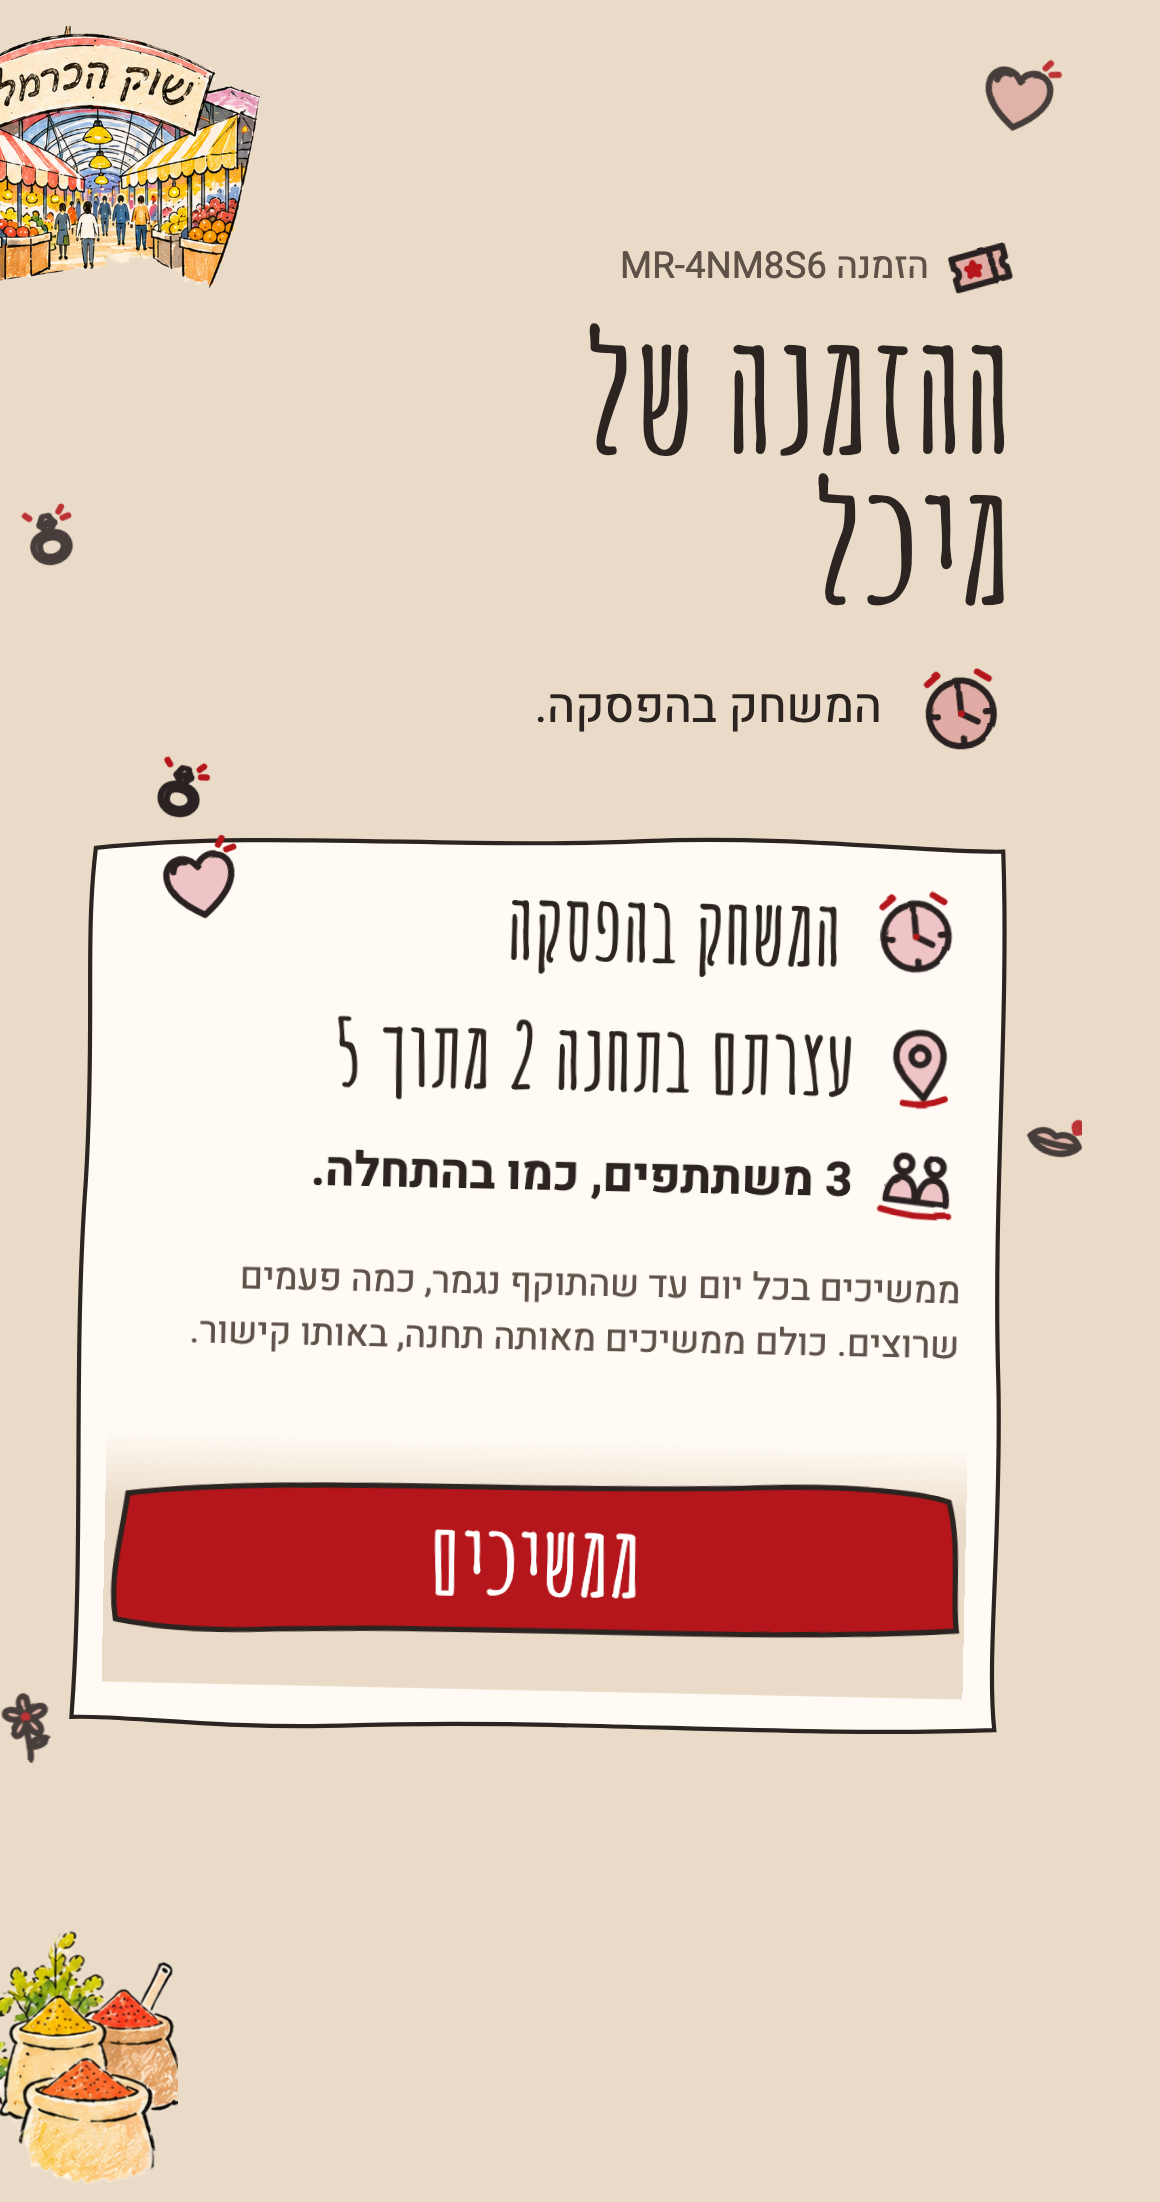 שוק הכרמל
הזמנה MR-4NM8S6
ההזמנה של
מיכל
המשחק בהפסקה.
המשחק בהפסקה
עצרתם בתחנה 2 מתוך 5
3 משתתפים, כמו בהתחלה.
ממשיכים בכל יום עד שהתוקף נגמר, כמה פעמים
שרוצים. כולם ממשיכים מאותה תחנה, באותו קישור.
ממשיכים